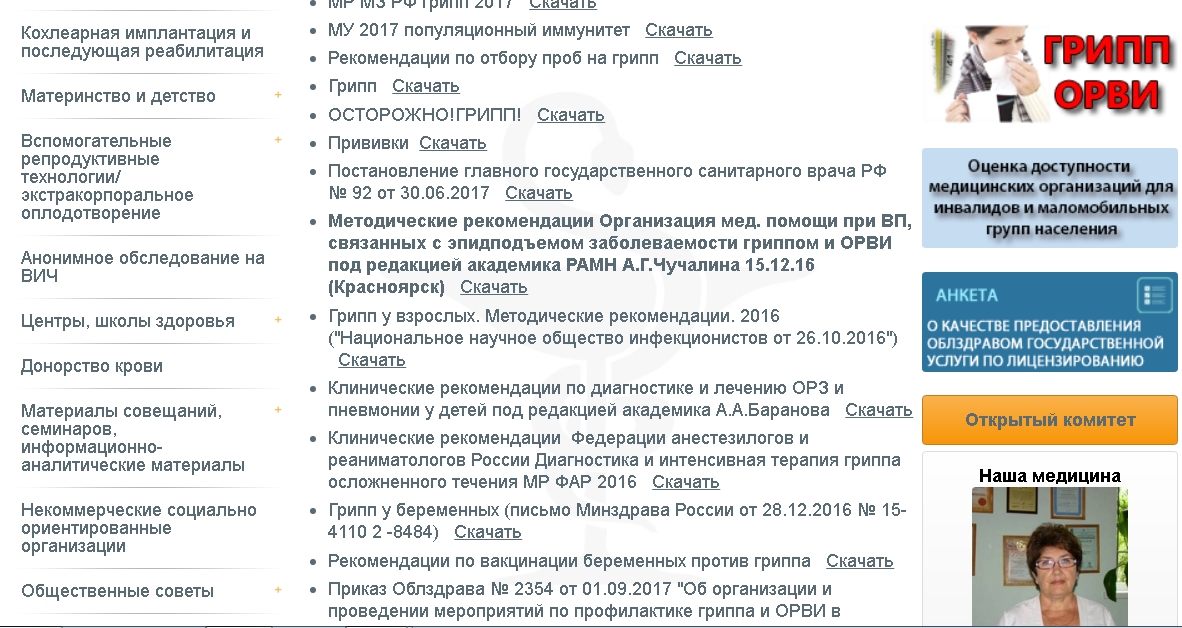 Кохлеарная имплантация и
последующая реабилитация
Материнство и детство +
Вспомогательные +
репродуктивные
технологии/
экстракорпоральное
оплодотворение
Анонимное обследование на
ВИЧ
Центры, школы здоровья +
Донорство крови
Материалы совещаний, +
семинаров,
информационно-
аналитические материалы
Некоммерческие социально
ориентированные
организации
Общественные советы +
МР МЗ РФ грипп 2017 Скачать
МУ 2017 популяционный иммунитет Скачать
Рекомендации по отбору проб на грипп Скачать
Грипп Скачать
ОСТОРОЖНО!ГРИПП! Скачать
Прививки Скачать
Постановление главного государственного санитарного врача РФ
№ 92 от 30.06.2017 Скачать
Методические рекомендации Организация мед. помощи при ВП,
связанных с эпидподъемом заболеваемости гриппом и ОРВИ
под редакцией академика РАМН А.Г.Чучалина 15.12.16
(Красноярск) Скачать
Грипп у взрослых. Методические рекомендации. 2016
("Национальное научное общество инфекционистов от 26.10.2016")
Скачать
Клинические рекомендации по диагностике и лечению ОРЗ и
пневмонии у детей под редакцией академика А.А.Баранова Скачать
Клинические рекомендации Федерации анестезилогов и
реаниматологов России Диагностика и интенсивная терапия гриппа
осложненного течения МР ФАР 2016 Скачать
Грипп у беременных (письмо Минздрава России от 28.12.2016 № 15-
4110 2 -8484) Скачать
Рекомендации по вакцинации беременных против гриппа Скачать
Приказ Облздрава № 2354 от 01.09.2017 "Об организации и
проведении мероприятий по профилактике гриппа и ОРВИ в
ГРИПП
ОРВИ
Оценка доступности
медицинских организаций для
инвалидов и маломобильных
групп населения
АНКЕТА
О КАЧЕСТВЕ ПРЕДОСТАВЛЕНИЯ
ОБЛЗДРАВОМ ГОСУДАРСТВЕННОЙ
УСЛУГИ ПО ЛИЦЕНЗИРОВАНИЮ
Открытый комитет
Наша медицина